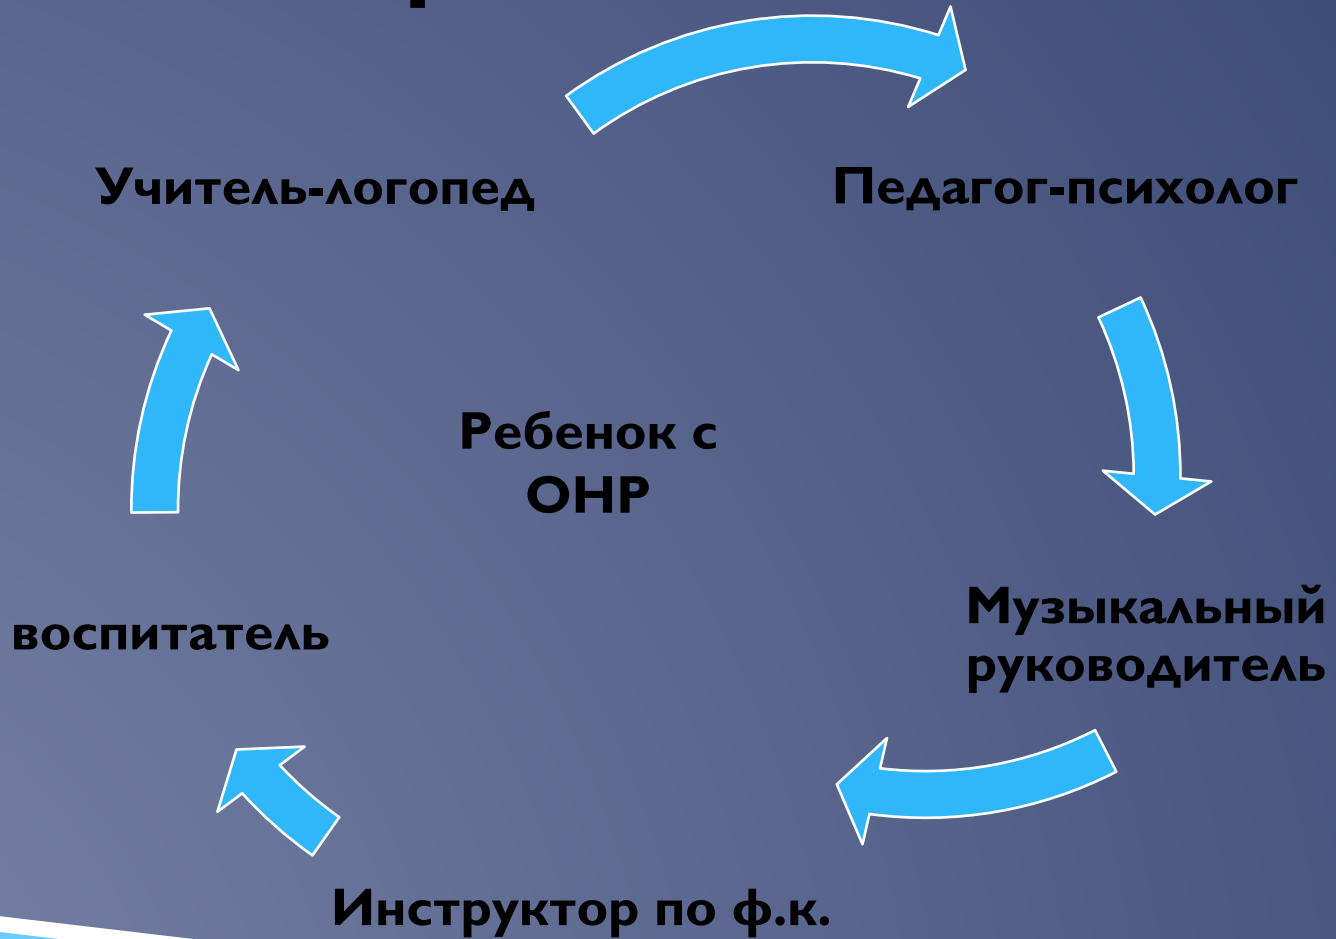 Учитель-логопед
Педагог-психолог
Ребенок с
ОНР
воспитатель
Музыкальный
руководитель
Инструктор по ф.к.